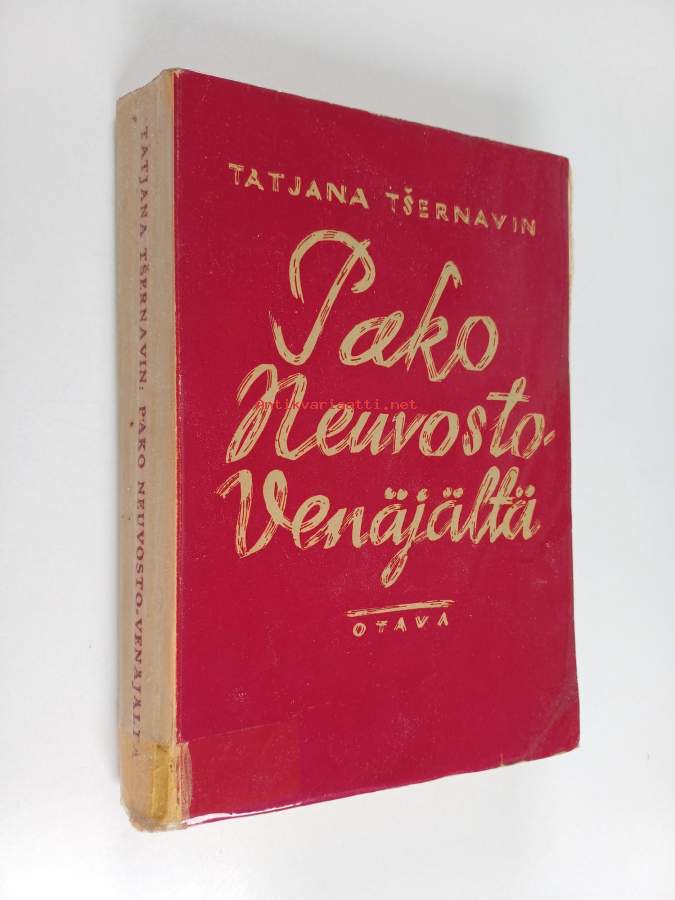 TATJANA TŠERNAVIN
Pako
Neuvosto-
Venäjältä
OTAVA
TATJANA TŠERNAVIN: PAKO NEUVOSTO-VENÄJÄLTÄ
antikvariaatti.net